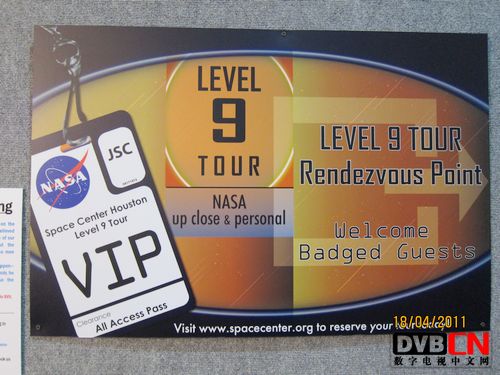 LEVEL
9
TOUR
NASA
up close & personal
LEVEL 9 TOUR
Rendezvous Point
Welcome
Badged Guests
JSC
NASA
Space Center Houston
Level 9 Tour
VIP
Clearance
All Access Pass
Visit www.spacecenter.org to reserve your tour today!
18/04/2011
DVBCN
数字电视中文网